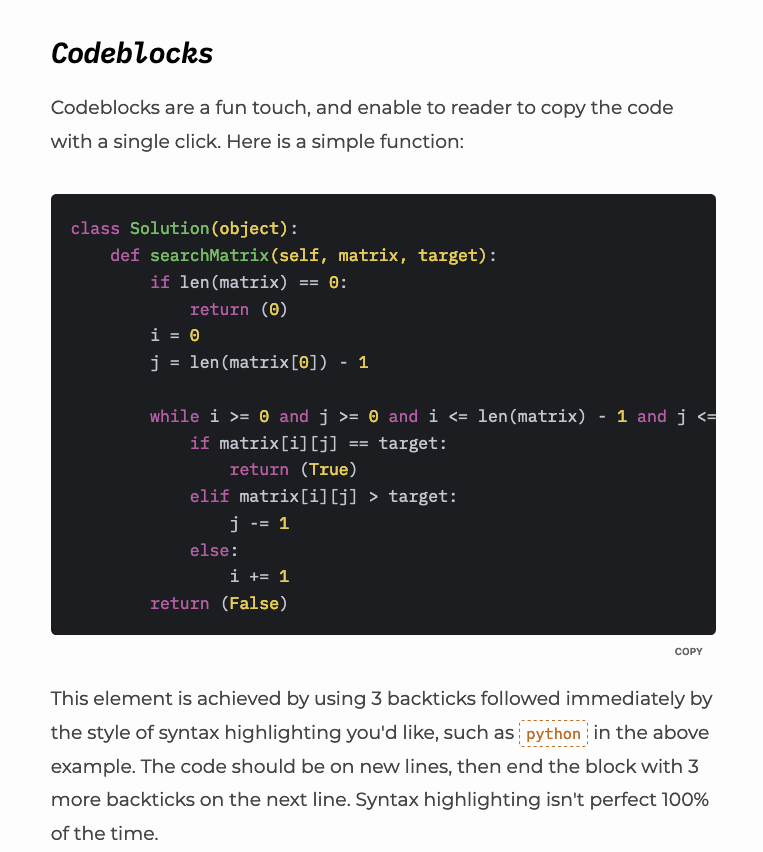 Codeblocks
Codeblocks are a fun touch, and enable to reader to copy the code
with a single click. Here is a simple function:
class Solution(object):
    def searchMatrix(self, matrix, target):
        if len(matrix) == 0:
            return (0)
        i = 0
        j = len(matrix[0]) - 1
        while i >= 0 and j >= 0 and i <= len(matrix) - 1 and j <=
            if matrix[i][j] == target:
                return (True)
            elif matrix[i][j] > target:
                j -= 1
            else:
                i += 1
        return (False)
COPY
This element is achieved by using 3 backticks followed immediately by
the style of syntax highlighting you'd like, such as python in the above
example. The code should be on new lines, then end the block with 3
more backticks on the next line. Syntax highlighting isn't perfect 100%
of the time.